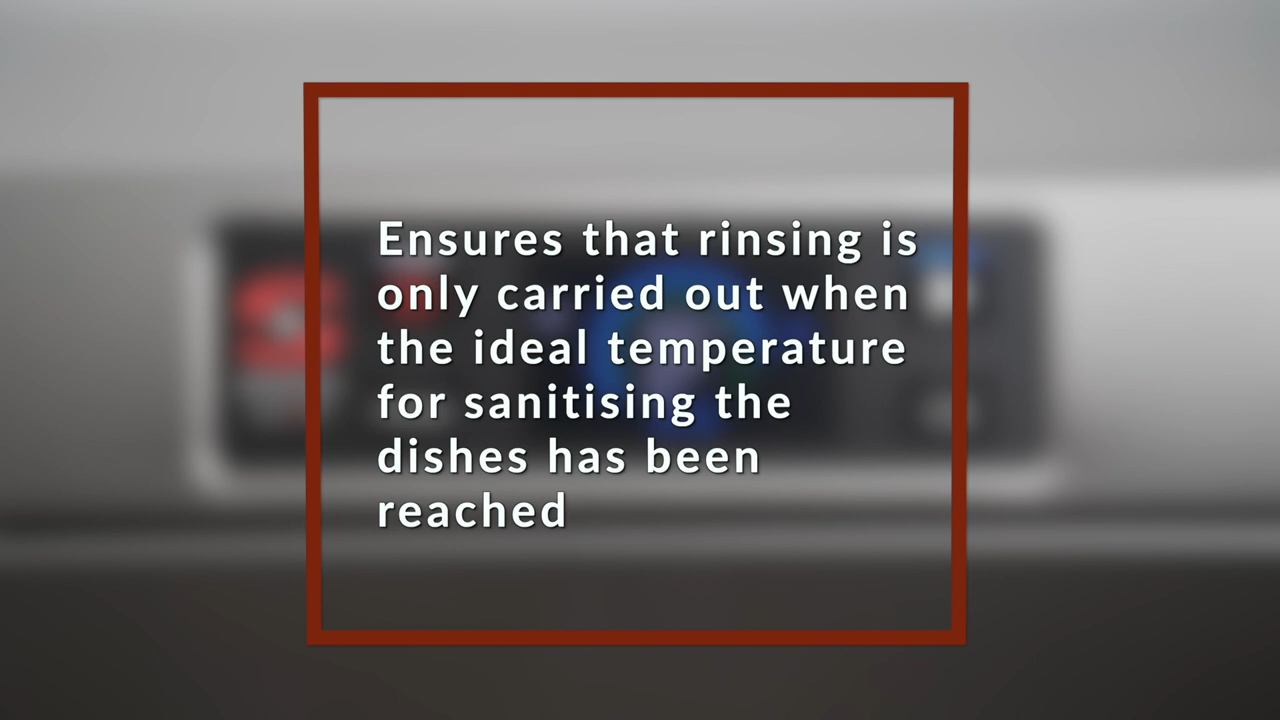 Ensures that rinsing is
only carried out when
the ideal temperature
for sanitising the
dishes has been
reached